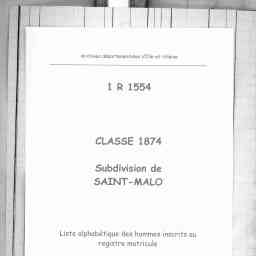 Archives départementales d'Ille-et-Vilaine
1 R 1554
CLASSE 1874
Subdivision de
SAINT-MALO
Liste alphabétique des hommes inscrits au
registre matricule